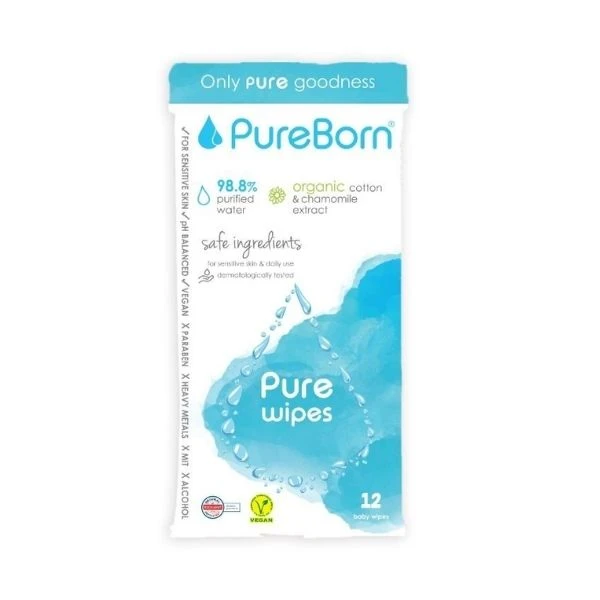 Only pure goodness
PureBorn®
98.8%
purified
water
organic cotton
& chamomile
extract
safe ingredients
for sensitive skin & daily use
dermatologically tested
✓FOR SENSITIVE SKIN ✓pH BALANCED ✓VEGAN X PARABEN X HEAVY METALS X MIT X ALCOHOL
Pure
wipes
VEGAN
12
baby wipes